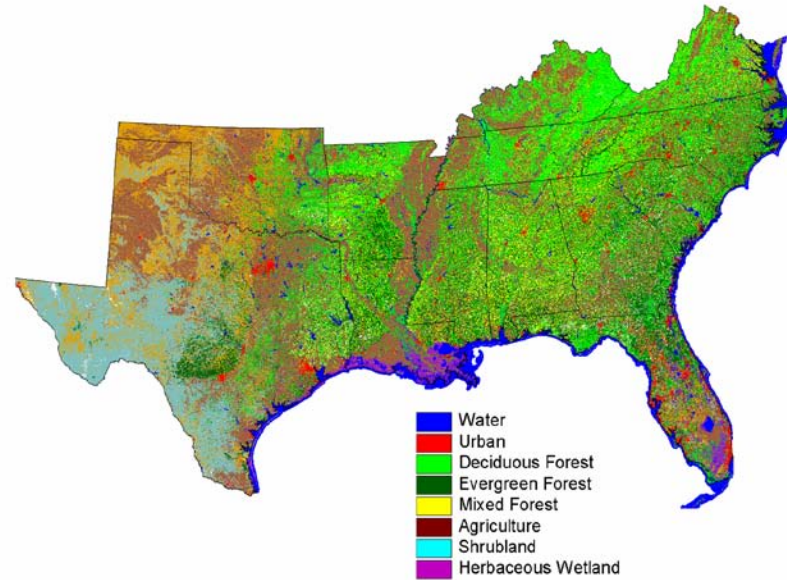 Water
Urban
Deciduous Forest
Evergreen Forest
Mixed Forest
Agriculture
Shrubland
Herbaceous Wetland